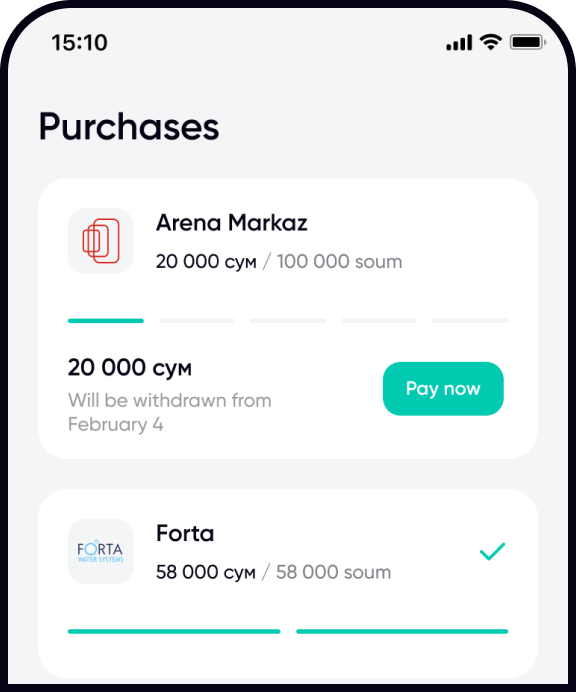 15:10
Purchases
Arena Markaz
20 000 сум / 100 000 soum
20 000 сум
Will be withdrawn from
February 4
Pay now
Forta
FORTA
WATER SYSTEMS
58 000 сум / 58 000 soum